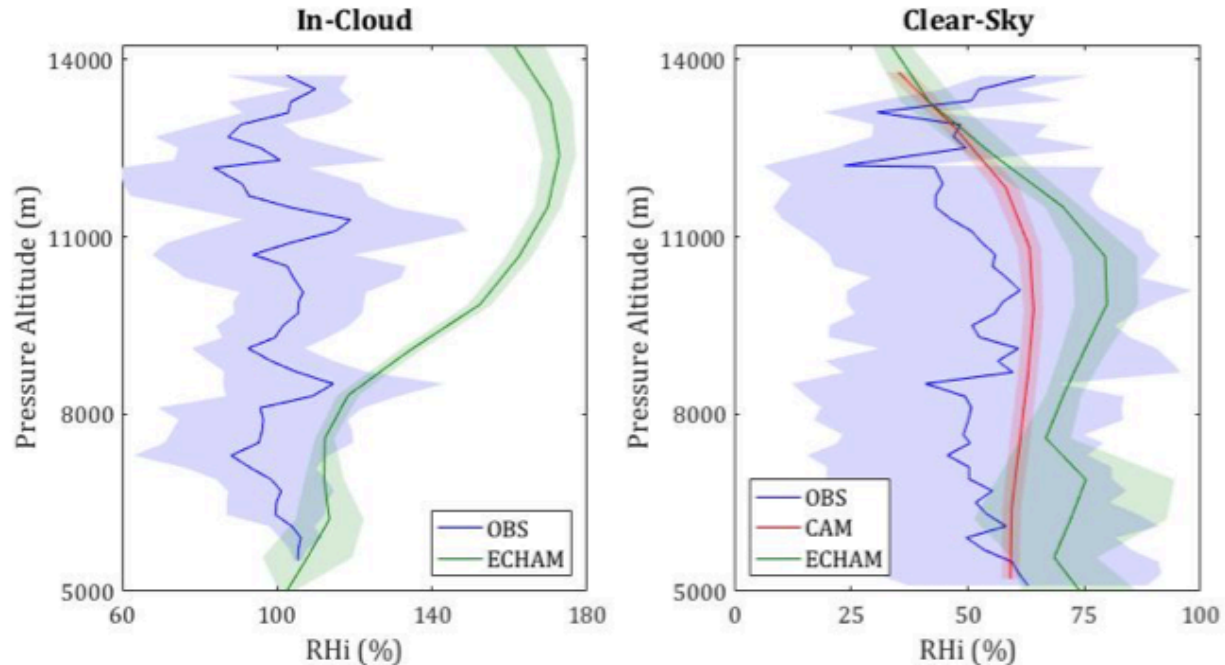 In-Cloud
14000
11000
8000
5000
Pressure Altitude (m)
60
100
140
180
RHi (%)
OBS
ECHAM
Clear-Sky
14000
11000
8000
5000
Pressure Altitude (m)
0
25
50
75
100
RHi (%)
OBS
CAM
ECHAM